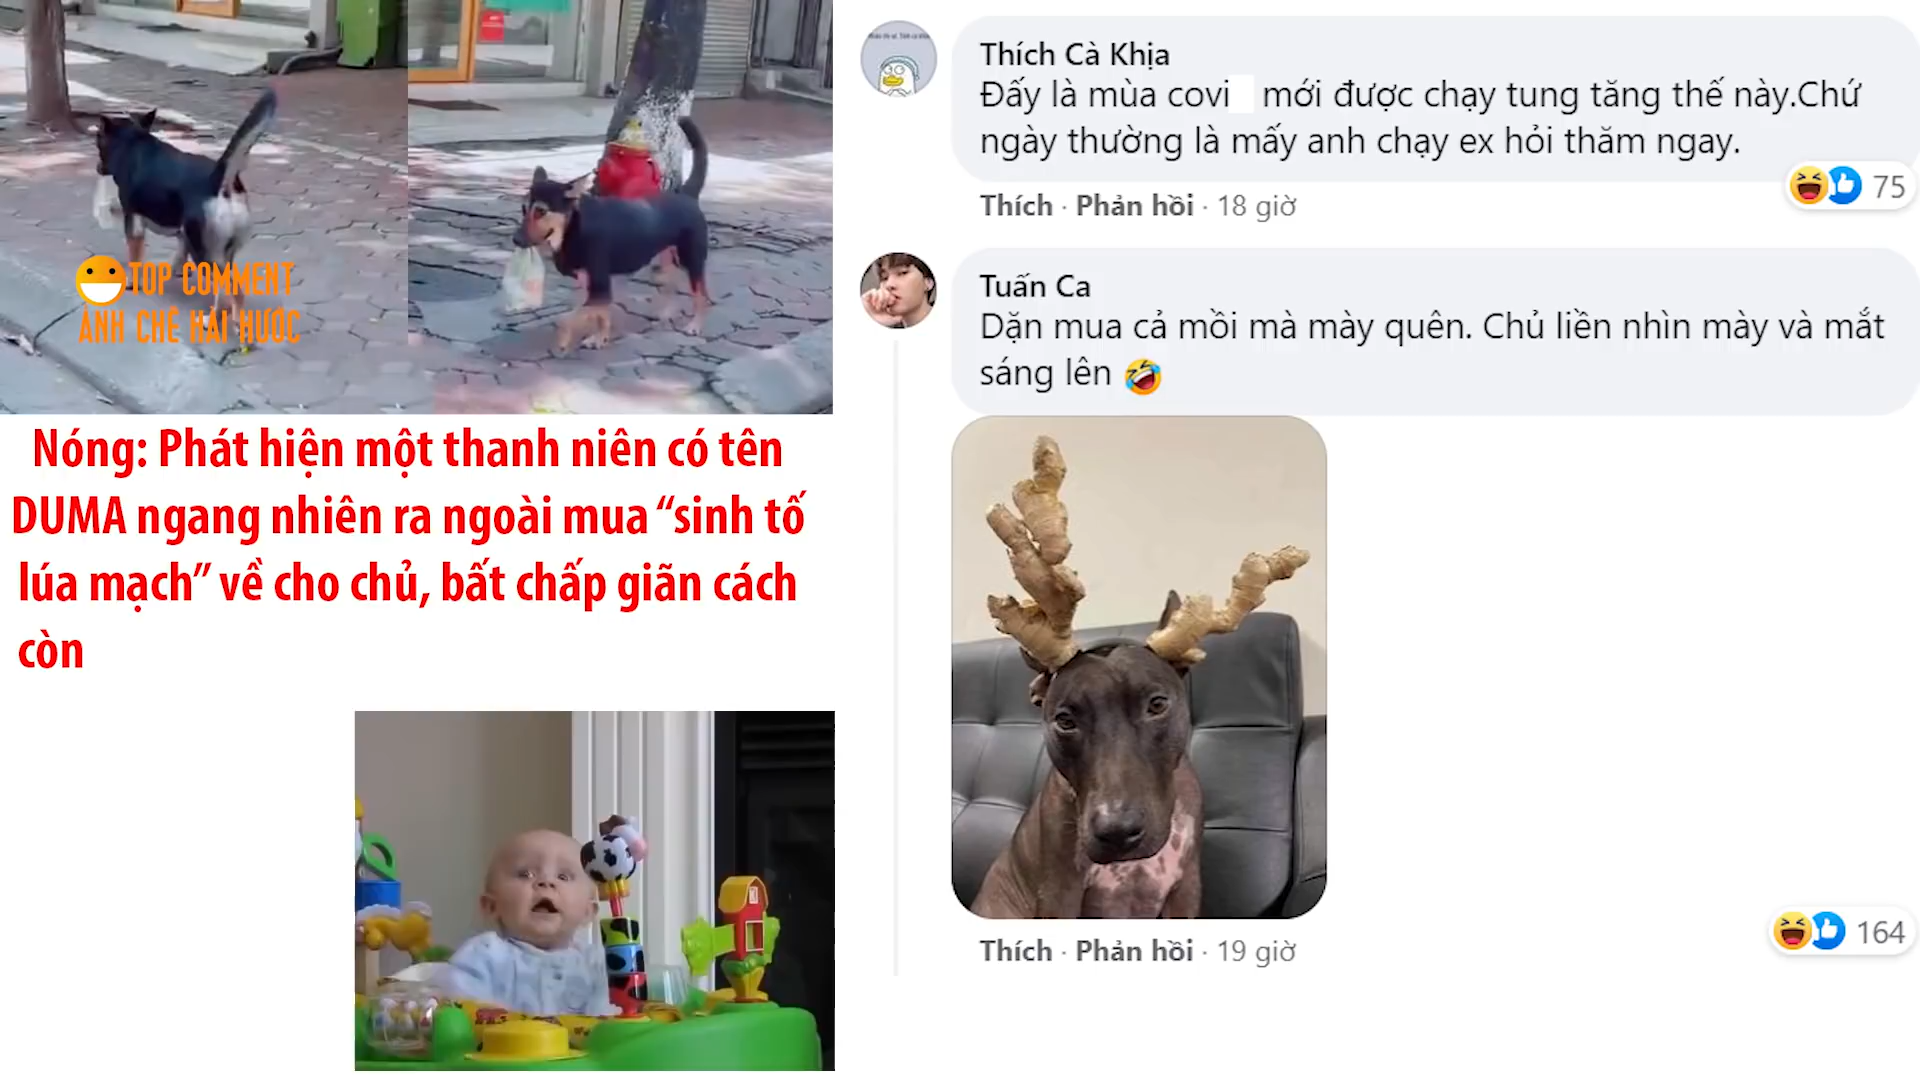 TOP COMMENT
ẢNH CHẾ HÀI HƯỚC
Nóng: Phát hiện một thanh niên có tên
DUMA ngang nhiên ra ngoài mua “sinh tố
lúa mạch” về cho chủ, bất chấp giãn cách
còn
Thích Cà Khịa
Đấy là mùa covi mới được chạy tung tăng thế này.Chứ
ngày thường là mấy anh chạy ex hỏi thăm ngay.
Thích · Phản hồi · 18 giờ
75
Tuấn Ca
Dặn mua cả mồi mà mày quên. Chủ liền nhìn mày và mắt
sáng lên 🤣
Thích · Phản hồi · 19 giờ
164